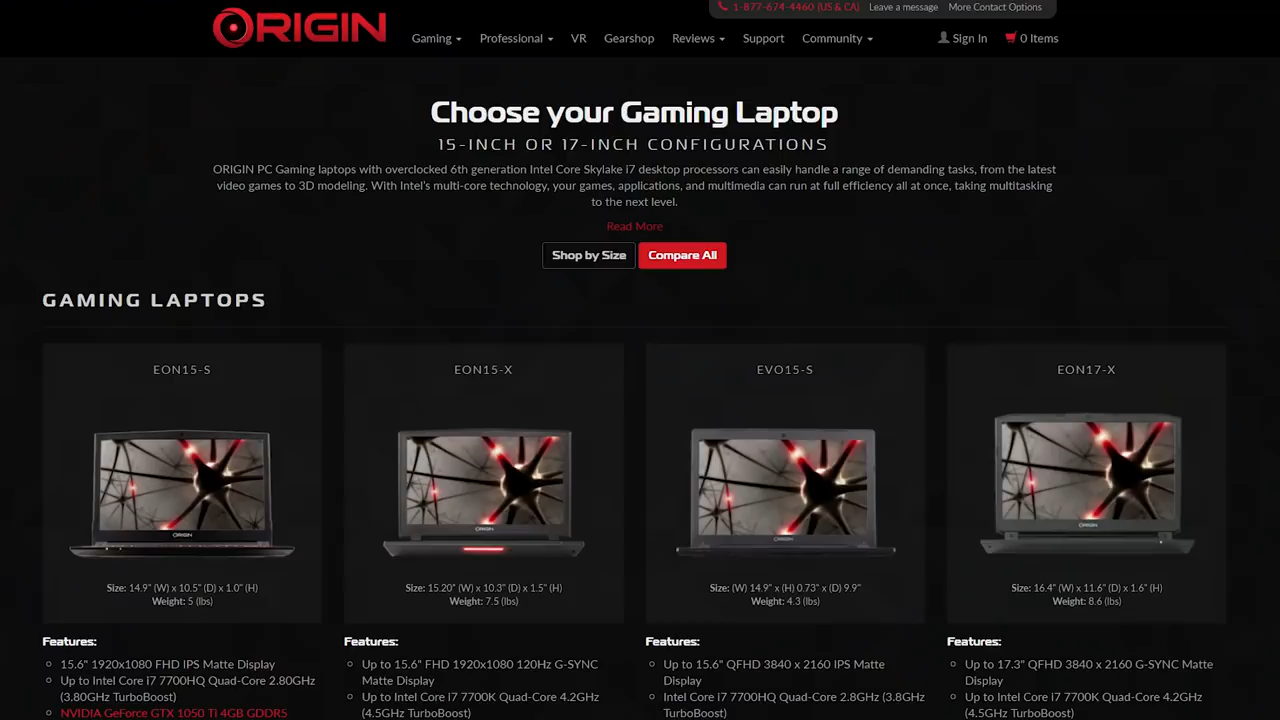 1-877-674-4460 (US & CA) Leave a message More Contact Options
ORIGIN
Gaming Professional VR Gearshop Reviews Support Community Sign In 0 Items
Choose your Gaming Laptop
15-INCH OR 17-INCH CONFIGURATIONS
ORIGIN PC Gaming laptops with overclocked 6th generation Intel Core Skylake i7 desktop processors can easily handle a range of demanding tasks, from the latest
video games to 3D modeling. With Intel's multi-core technology, your games, applications, and multimedia can run at full efficiency all at once, taking multitasking
to the next level.
Read More
Shop by Size Compare All
GAMING LAPTOPS
EON15-S
ORIGIN
Size: 14.9" (W) x 10.5" (D) x 1.0" (H)
Weight: 5 (lbs)
Features:
15.6" 1920x1080 FHD IPS Matte Display
Up to Intel Core i7 7700HQ Quad-Core 2.80GHz
(3.80GHz TurboBoost)
NVIDIA GeForce GTX 1050 Ti 4GB GDDR5
EON15-X
ORIGIN
Size: 15.20" (W) x 10.3" (D) x 1.5" (H)
Weight: 7.5 (lbs)
Features:
Up to 15.6" FHD 1920x1080 120Hz G-SYNC
Matte Display
Up to Intel Core i7 7700K Quad-Core 4.2GHz
(4.5GHz TurboBoost)
EVO15-S
ORIGIN
Size: (W) 14.9" x (H) 0.73" x (D) 9.9"
Weight: 4.3 (lbs)
Features:
Up to 15.6" QFHD 3840 x 2160 IPS Matte
Display
Intel Core i7 7700HQ Quad-Core 2.8GHz (3.8GHz
TurboBoost)
EON17-X
ORIGIN
Size: 16.4" (W) x 11.6" (D) x 1.6" (H)
Weight: 8.6 (lbs)
Features:
Up to 17.3" QFHD 3840 x 2160 G-SYNC Matte
Display
Up to Intel Core i7 7700K Quad-Core 4.2GHz
(4.5GHz TurboBoost)